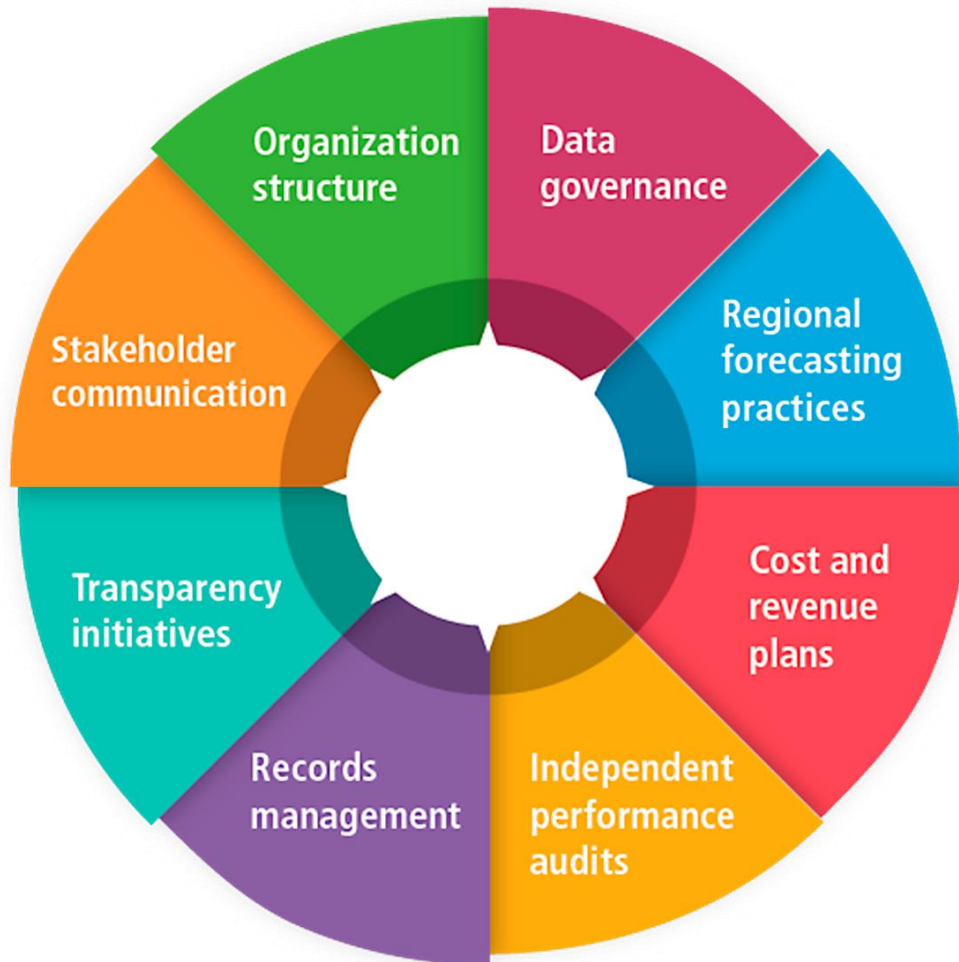 Organization
structure
Data
governance
Regional
forecasting
practices
Cost and
revenue
plans
Independent
performance
audits
Records
management
Transparency
initiatives
Stakeholder
communication